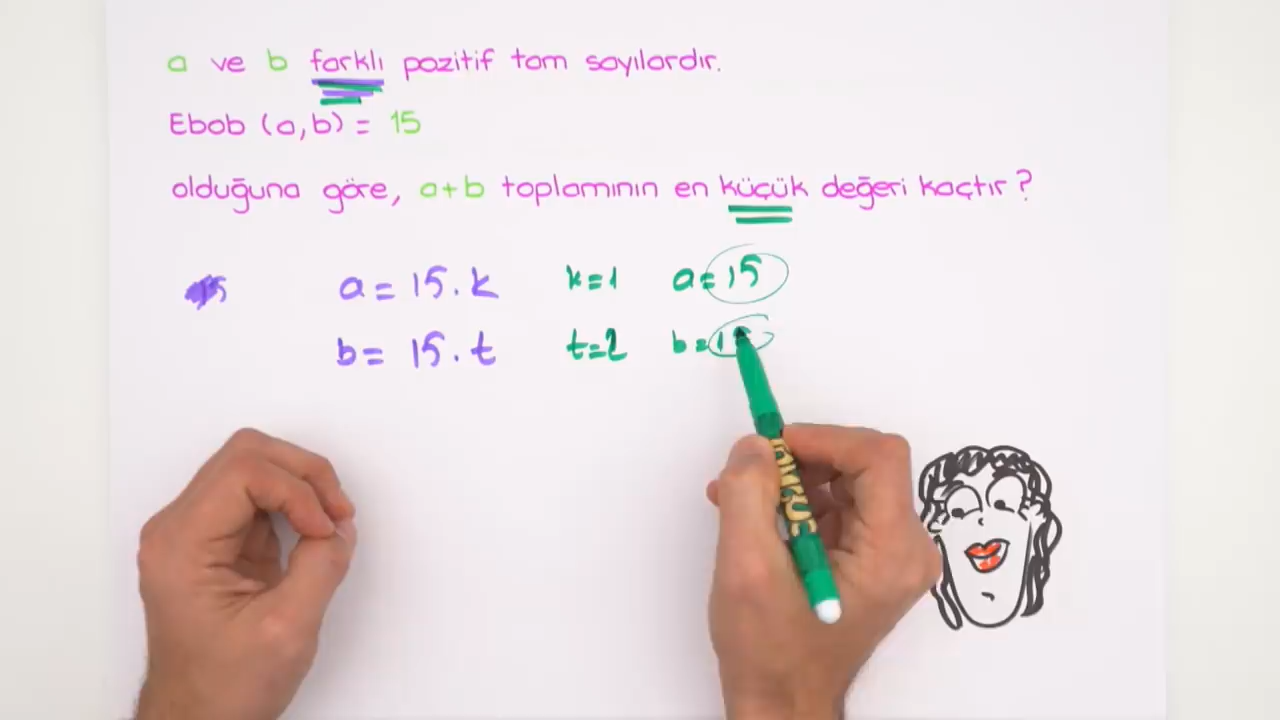 a ve b farklı pozitif tam sayılardır.
Ebob (a,b) = 15
olduğuna göre, a+b toplamının en küçük değeri kaçtır?
a = 15.k k=1 a=15
b = 15.t t=2 b=15